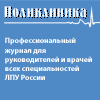 Поликлиника
Профессиональный
журнал для
руководителей и врачей
всех специальностей
ЛПУ России